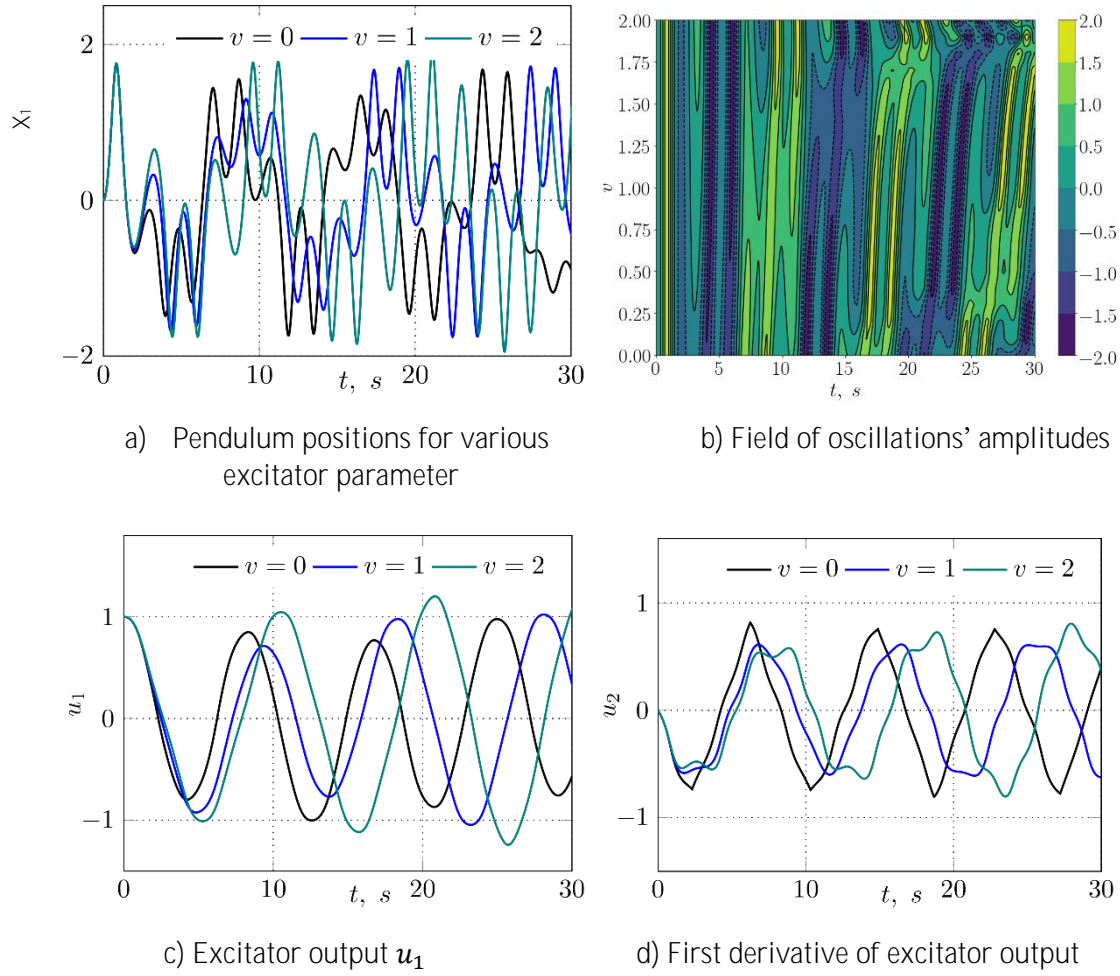 v = 0 v = 1 v = 2
2
0
−2
X₁
0 10 20 30
t, s
a) Pendulum positions for various
excitator parameter
2.00
1.75
1.50
1.25
1.00
0.75
0.50
0.25
0.00
v
0 5 10 15 20 25 30
t, s
2.0
1.5
1.0
0.5
0.0
−0.5
−1.0
−1.5
−2.0
b) Field of oscillations’ amplitudes
v = 0 v = 1 v = 2
1
0
−1
u₁
0 10 20 30
t, s
c) Excitator output u₁
v = 0 v = 1 v = 2
1
0
−1
u₂
0 10 20 30
t, s
d) First derivative of excitator output